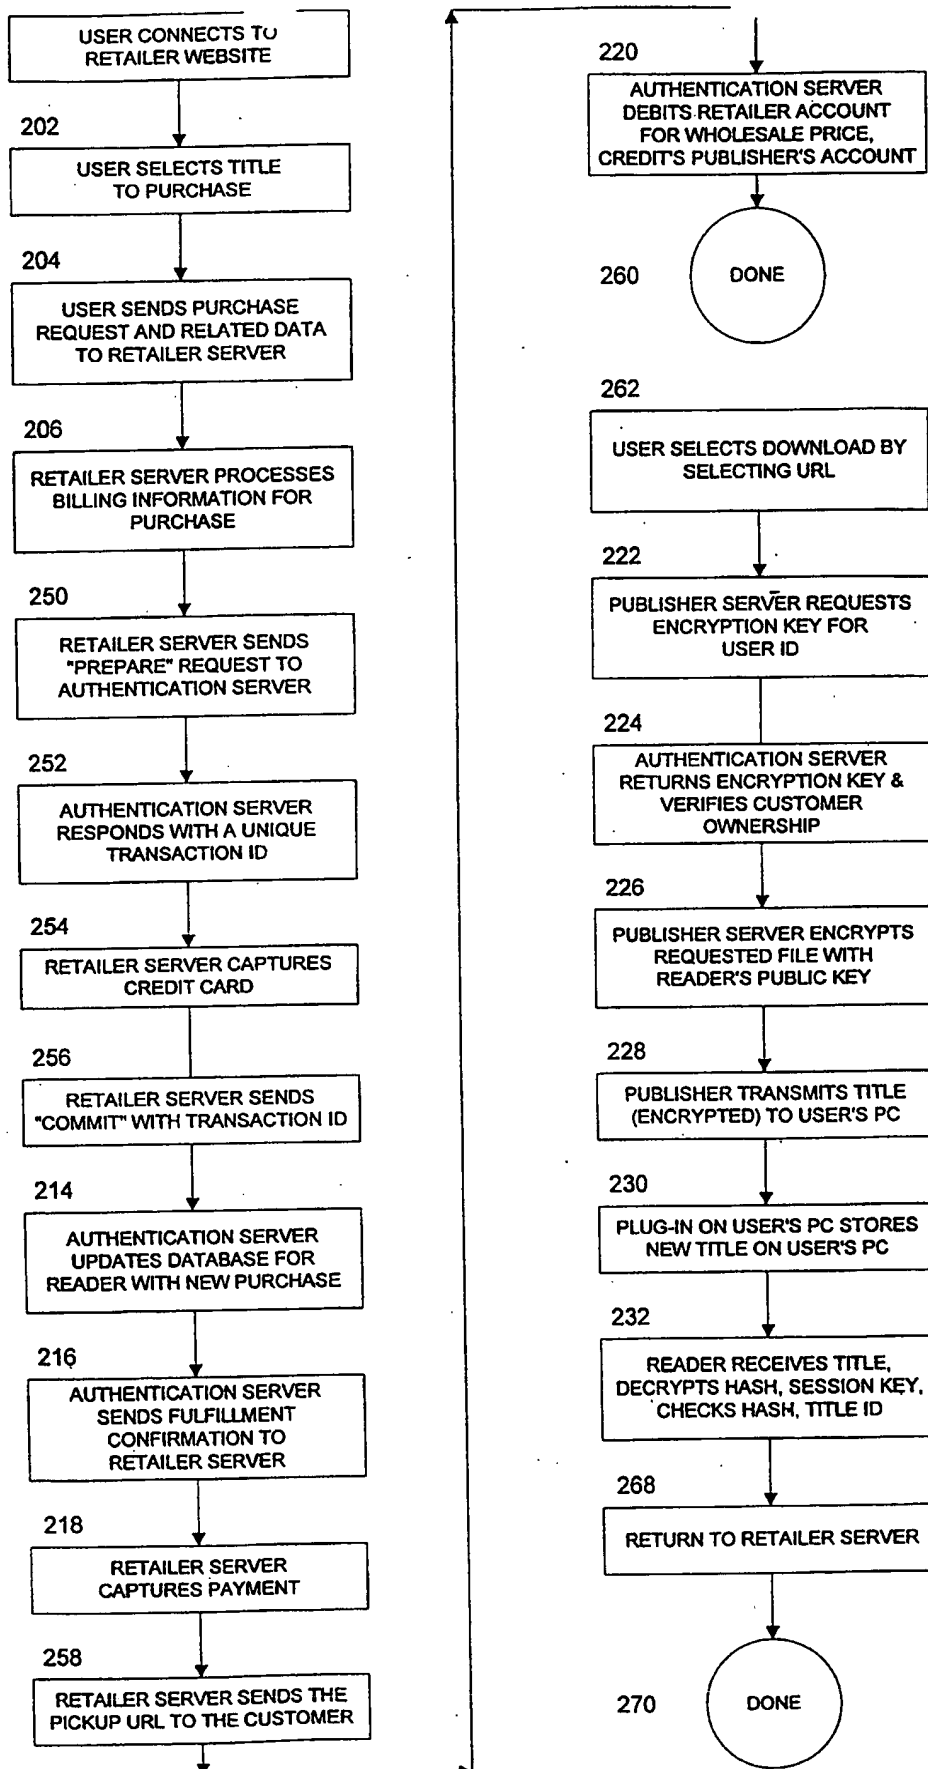 USER CONNECTS TO
RETAILER WEBSITE
202
USER SELECTS TITLE
TO PURCHASE
204
USER SENDS PURCHASE
REQUEST AND RELATED DATA
TO RETAILER SERVER
206
RETAILER SERVER PROCESSES
BILLING INFORMATION FOR
PURCHASE
250
RETAILER SERVER SENDS
"PREPARE" REQUEST TO
AUTHENTICATION SERVER
252
AUTHENTICATION SERVER
RESPONDS WITH A UNIQUE
TRANSACTION ID
254
RETAILER SERVER CAPTURES
CREDIT CARD
256
RETAILER SERVER SENDS
"COMMIT" WITH TRANSACTION ID
214
AUTHENTICATION SERVER
UPDATES DATABASE FOR
READER WITH NEW PURCHASE
216
AUTHENTICATION SERVER
SENDS FULFILLMENT
CONFIRMATION TO
RETAILER SERVER
218
RETAILER SERVER
CAPTURES PAYMENT
258
RETAILER SERVER SENDS THE
PICKUP URL TO THE CUSTOMER
220
AUTHENTICATION SERVER
DEBITS RETAILER ACCOUNT
FOR WHOLESALE PRICE,
CREDIT'S PUBLISHER'S ACCOUNT
260
DONE
262
USER SELECTS DOWNLOAD BY
SELECTING URL
222
PUBLISHER SERVER REQUESTS
ENCRYPTION KEY FOR
USER ID
224
AUTHENTICATION SERVER
RETURNS ENCRYPTION KEY &
VERIFIES CUSTOMER
OWNERSHIP
226
PUBLISHER SERVER ENCRYPTS
REQUESTED FILE WITH
READER'S PUBLIC KEY
228
PUBLISHER TRANSMITS TITLE
(ENCRYPTED) TO USER'S PC
230
PLUG-IN ON USER'S PC STORES
NEW TITLE ON USER'S PC
232
READER RECEIVES TITLE,
DECRYPTS HASH, SESSION KEY,
CHECKS HASH, TITLE ID
268
RETURN TO RETAILER SERVER
270
DONE